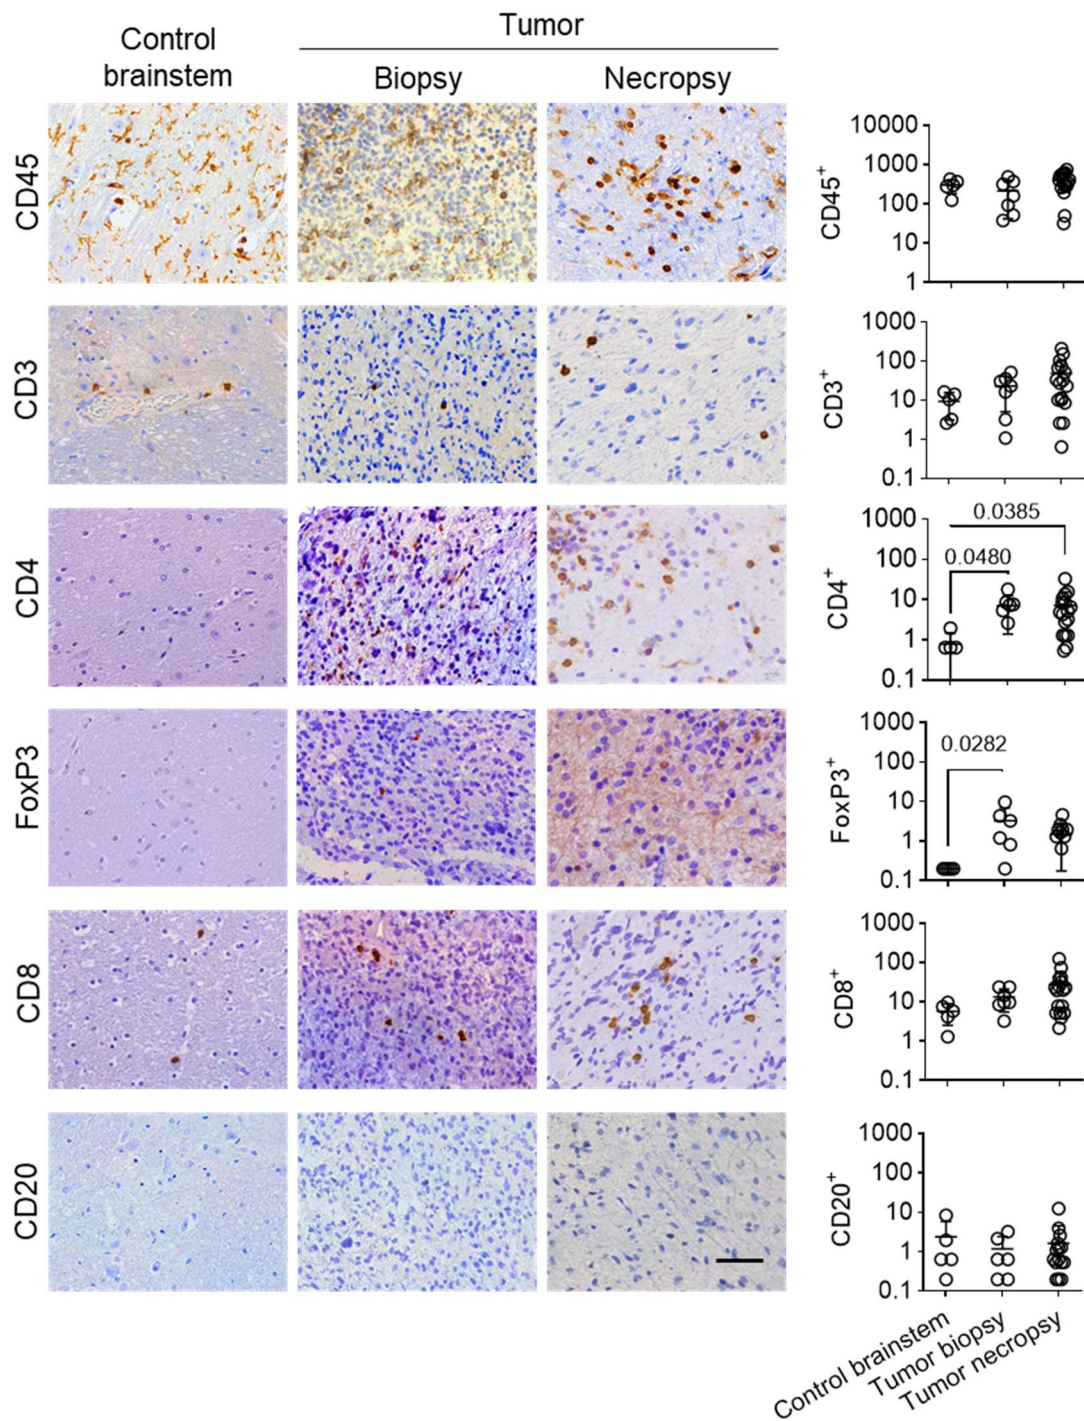 Control
brainstem
Tumor
Biopsy
Necropsy
CD45
CD45⁺
10000
1000
100
10
1
CD3
CD3⁺
1000
100
10
1
0.1
CD4
CD4⁺
1000
100
10
1
0.1
0.0385
0.0480
FoxP3
FoxP3⁺
1000
100
10
1
0.1
0.0282
CD8
CD8⁺
1000
100
10
1
0.1
CD20
CD20⁺
1000
100
10
1
0.1
Control brainstem
Tumor biopsy
Tumor necropsy